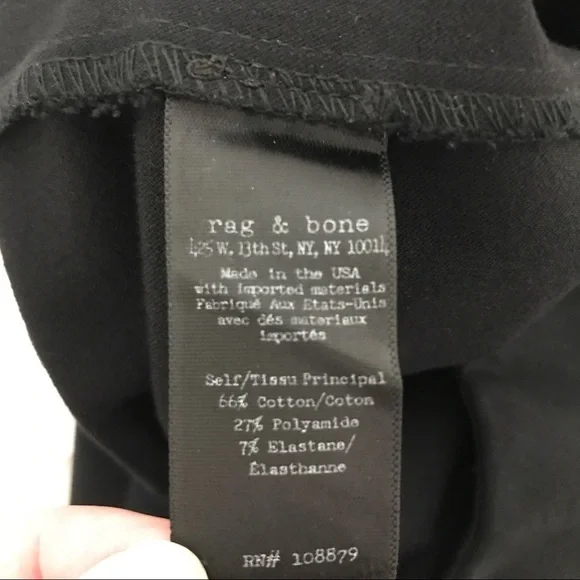 rag & bone
425 W. 13th St, NY, NY 10014
Made in the USA
with Imported materials
Fabriqué Aux Etats-Unis
avec dés materiaux
importés
Self/Tissu Principal
66% Cotton/Coton
27% Polyamide
7% Elastane/
Élasthanne
RN# 108879